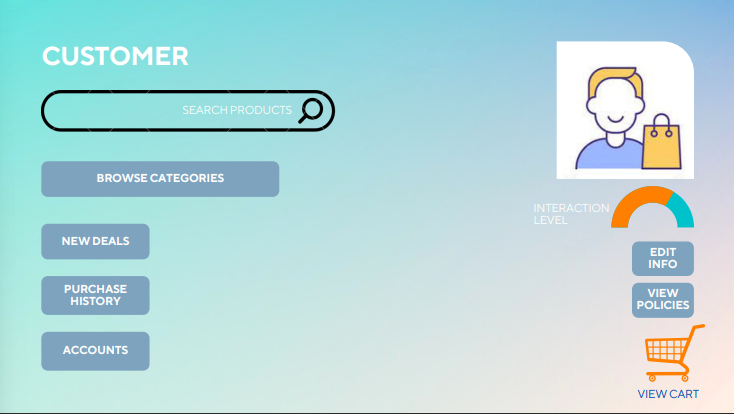 CUSTOMER
SEARCH PRODUCTS
BROWSE CATEGORIES
NEW DEALS
PURCHASE
HISTORY
ACCOUNTS
INTERACTION
LEVEL
EDIT
INFO
VIEW
POLICIES
VIEW CART